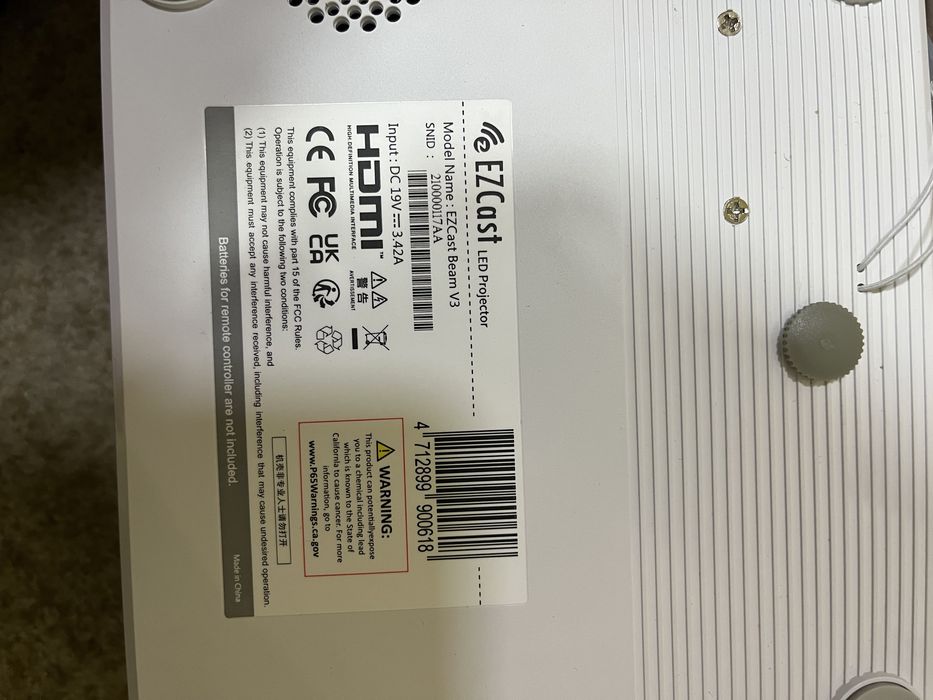 EZCast LED Projector
Model Name : EZCast Beam V3
SNID : 210000117AA
Input : DC 19V⎓3.42A
HDMI™
HIGH DEFINITION MULTIMEDIA INTERFACE
警告
AVERTISSEMENT
CE FC UK CA
This equipment complies with part 15 of the FCC Rules.
Operation is subject to the following two conditions:
(1) This equipment may not cause harmful interference, and
(2) This equipment must accept any interference received, including interference that may cause undesired operation.
4 712899 900618
WARNING:
This product can potentiallyexpose
you to a chemical including lead
which is known to the State of
California to cause cancer. For more
information, go to
www.P65Warnings.ca.gov
机壳非专业人士请勿打开
Batteries for remote controller are not included.
Made in China